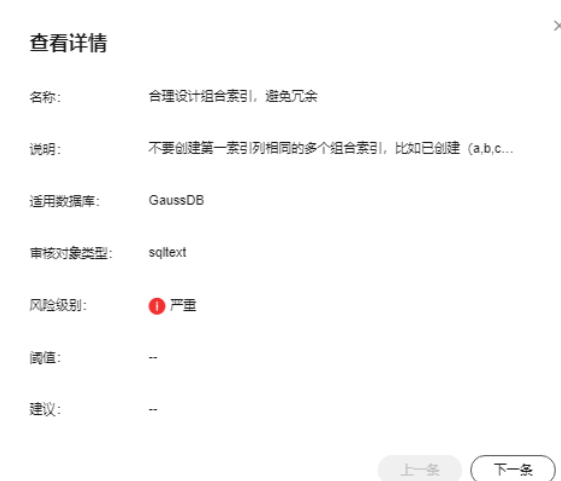 查看详情
名称： 合理设计组合索引，避免冗余
说明： 不要创建第一索引列相同的多个组合索引，比如已创建（a,b,c...
适用数据库： GaussDB
审核对象类型： sqltext
风险级别： 严重
阈值： --
建议： --
上一条 下一条